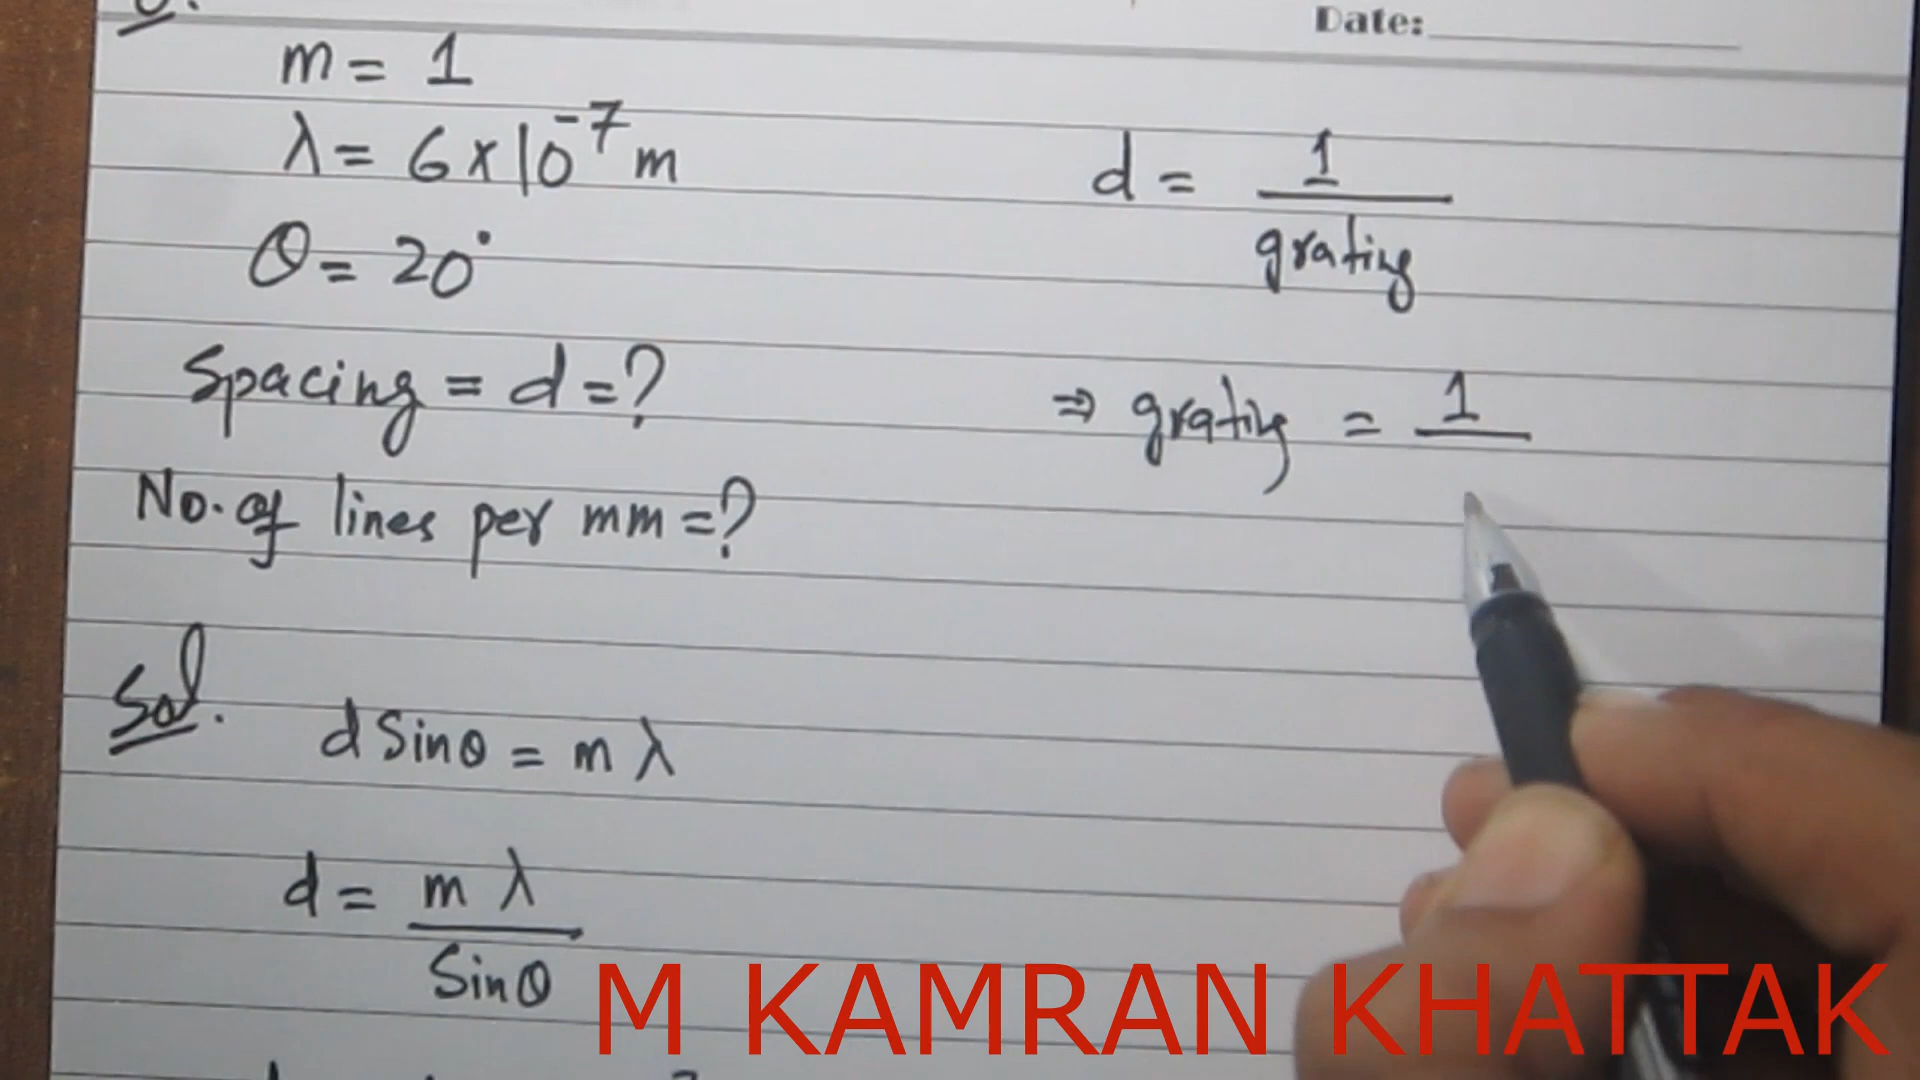 Date:
m = 1
λ = 6 × 10⁻⁷ m
θ = 20°
Spacing = d = ?
No. of lines per mm = ?
Sol.
d Sinθ = m λ
d = m λ
Sinθ
d = 1
grating
⇒ grating = 1
M KAMRAN KHATTAK